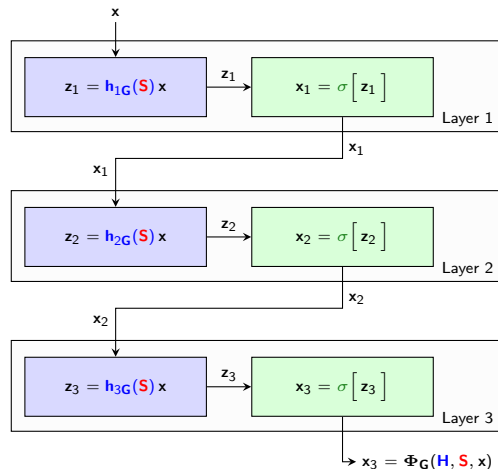 x
z₁ = h₁G(S) x
z₁
x₁ = σ[ z₁ ]
Layer 1
x₁
x₁
z₂ = h₂G(S) x
z₂
x₂ = σ[ z₂ ]
Layer 2
x₂
x₂
z₃ = h₃G(S) x
z₃
x₃ = σ[ z₃ ]
Layer 3
x₃ = Φ_G(H, S, x)